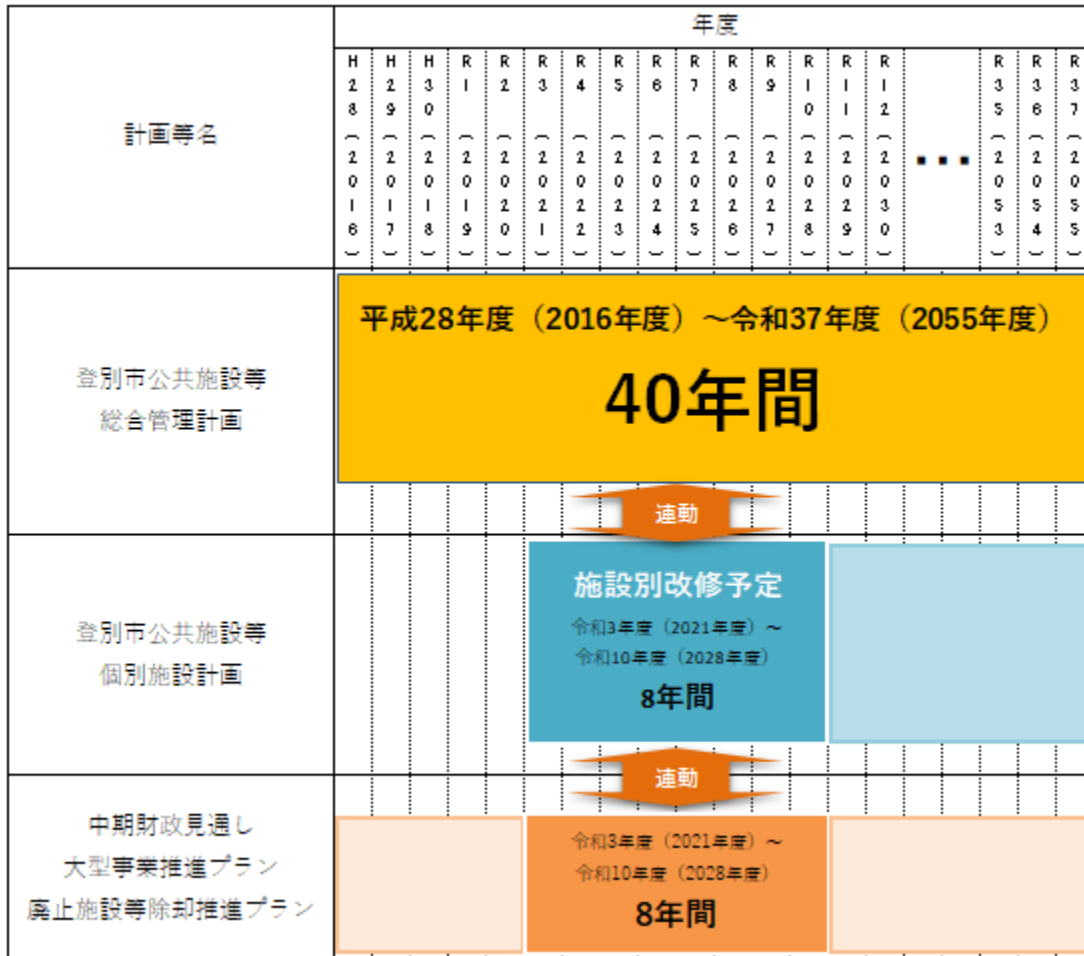 年度
計画等名
H28（2016）
H29（2017）
H30（2018）
R1（2019）
R2（2020）
R3（2021）
R4（2022）
R5（2023）
R6（2024）
R7（2025）
R8（2026）
R9（2027）
R10（2028）
R11（2029）
R12（2030）
▪▪▪
R35（2053）
R36（2054）
R37（2055）
登別市公共施設等
総合管理計画
平成28年度（2016年度）～令和37年度（2055年度）
40年間
連動
登別市公共施設等
個別施設計画
施設別改修予定
令和3年度（2021年度）～
令和10年度（2028年度）
8年間
連動
中期財政見通し
大型事業推進プラン
廃止施設等除却推進プラン
令和3年度（2021年度）～
令和10年度（2028年度）
8年間